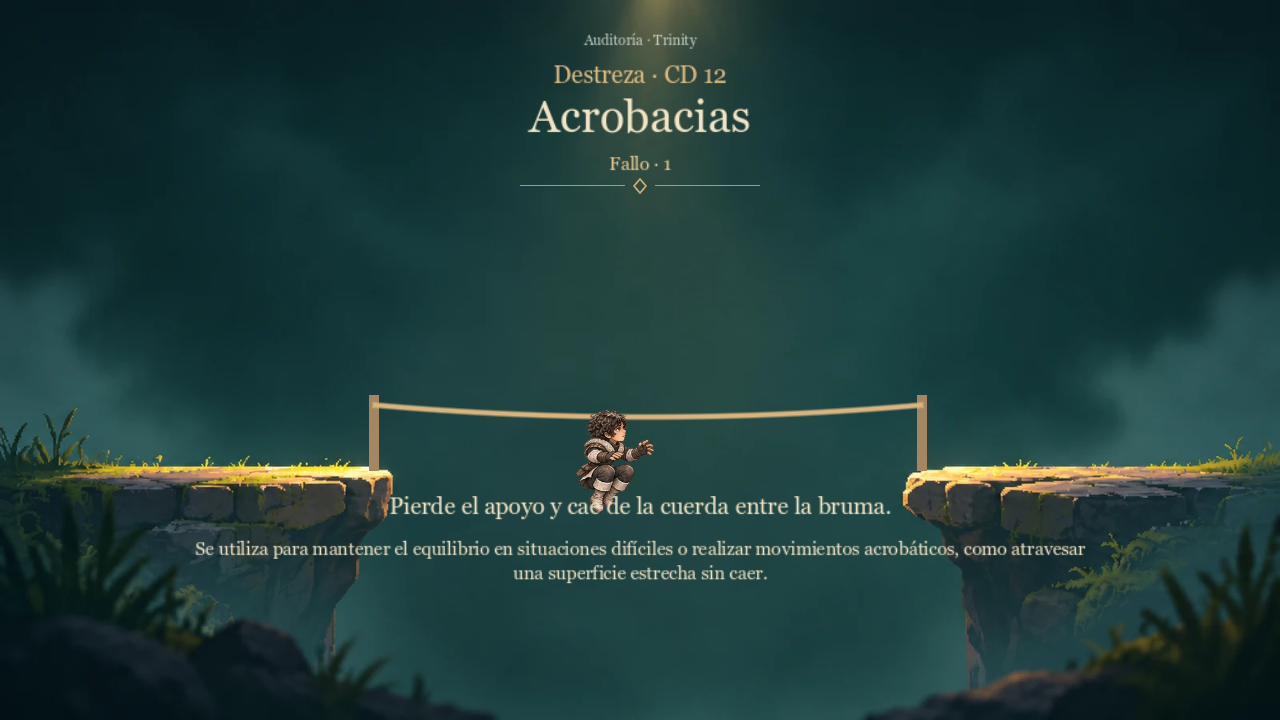 Auditoría · Trinity
Destreza · CD 12
Acrobacias
Fallo · 1
Pierde el apoyo y cae de la cuerda entre la bruma.
Se utiliza para mantener el equilibrio en situaciones difíciles o realizar movimientos acrobáticos, como atravesar
una superficie estrecha sin caer.